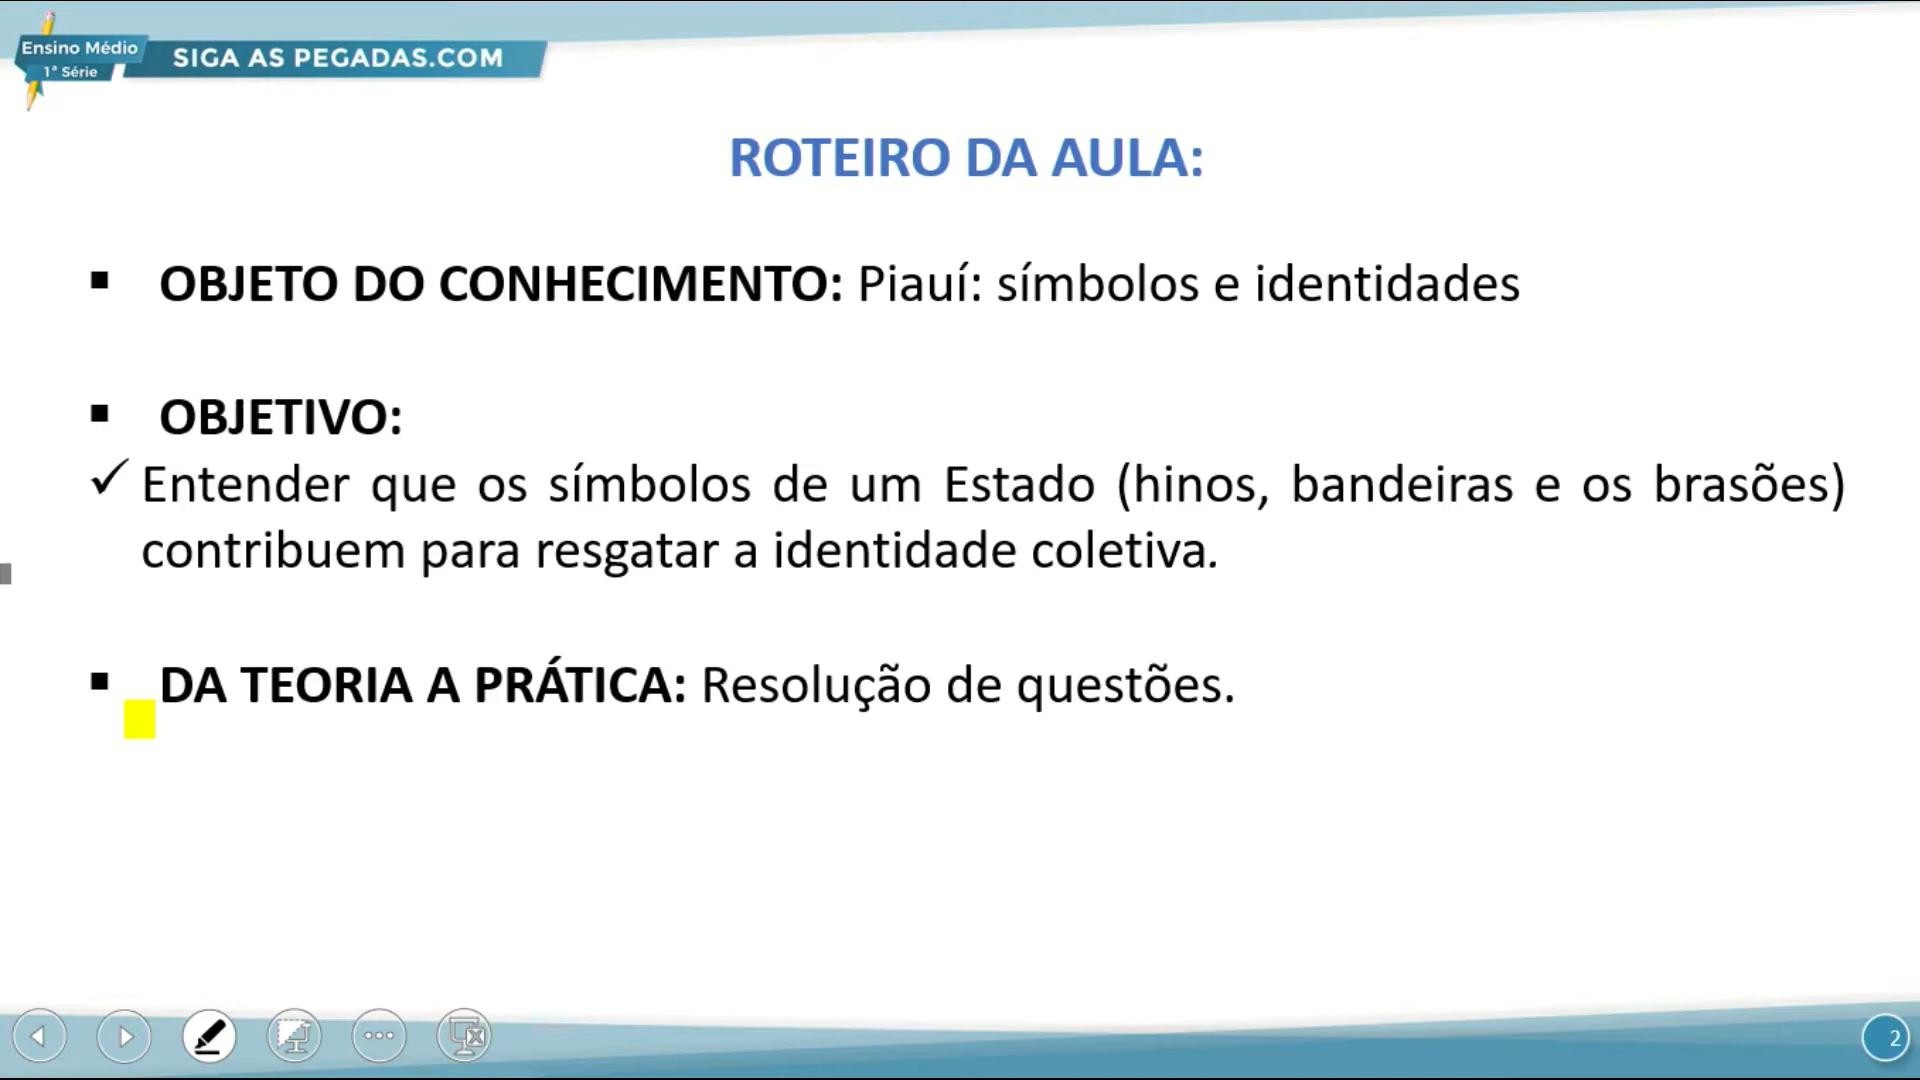 Ensino Médio
1ª Série
SIGA AS PEGADAS.COM
ROTEIRO DA AULA:
▪ OBJETO DO CONHECIMENTO: Piauí: símbolos e identidades
▪ OBJETIVO:
✓ Entender que os símbolos de um Estado (hinos, bandeiras e os brasões)
contribuem para resgatar a identidade coletiva.
▪ DA TEORIA A PRÁTICA: Resolução de questões.
2